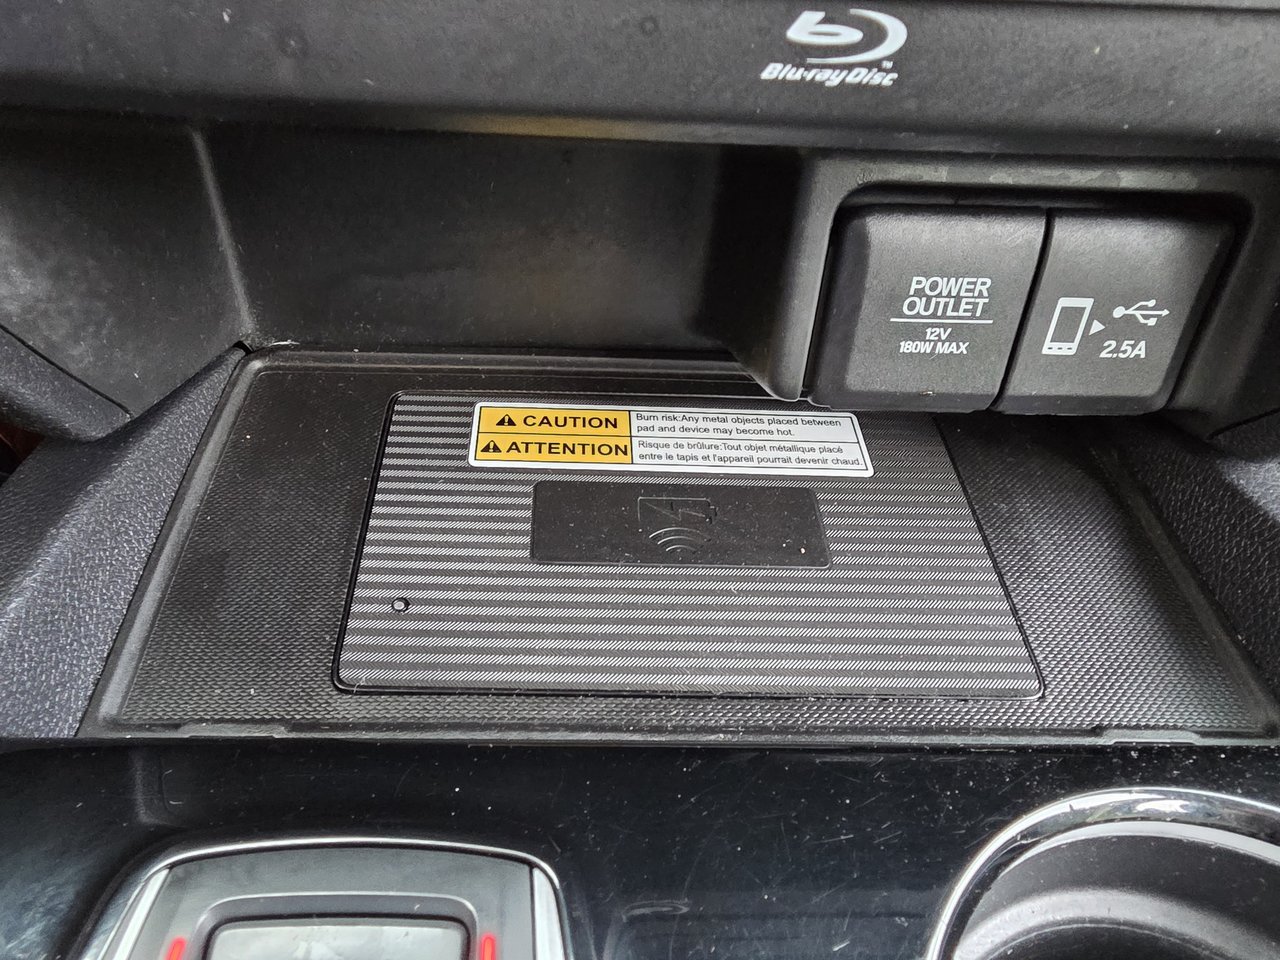 Blu-ray Disc™
POWER
OUTLET
12V
180W MAX
2.5A
CAUTION
Burn risk:Any metal objects placed between
pad and device may become hot.
ATTENTION
Risque de brûlure:Tout objet métallique placé
entre le tapis et l'appareil pourrait devenir chaud.